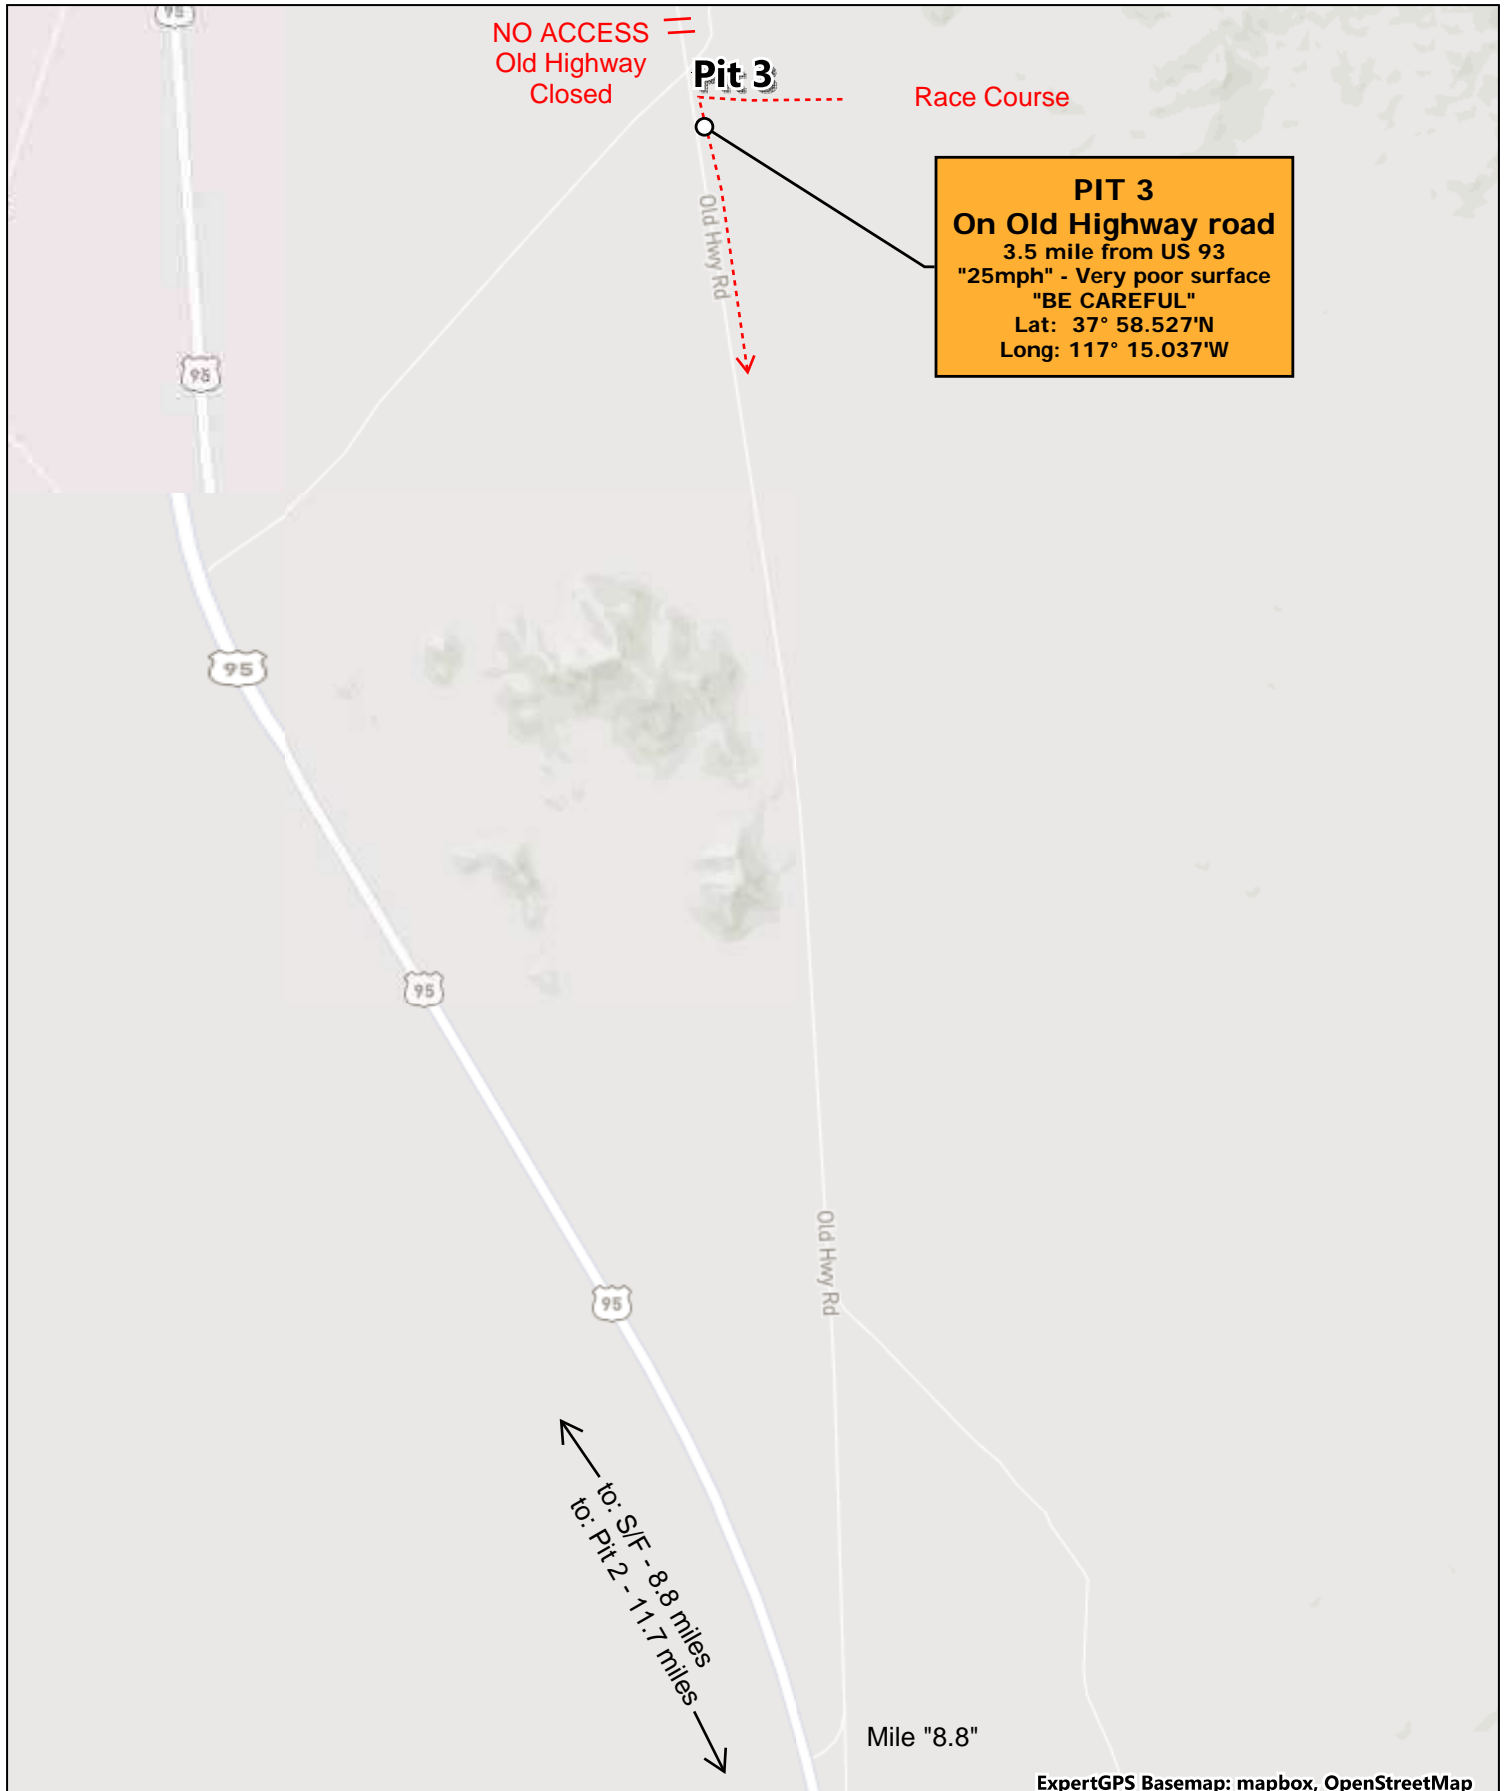 95
NO ACCESS
Old Highway
Closed
Pit 3
Race Course
PIT 3
On Old Highway road
3.5 mile from US 93
"25mph" - Very poor surface
"BE CAREFUL"
Lat: 37° 58.527'N
Long: 117° 15.037'W
Old Hwy Rd
95
95
95
Old Hwy Rd
95
to: S/F - 8.8 miles
to: Pit 2 - 11.7 miles
Mile "8.8"
ExpertGPS Basemap: mapbox, OpenStreetMap